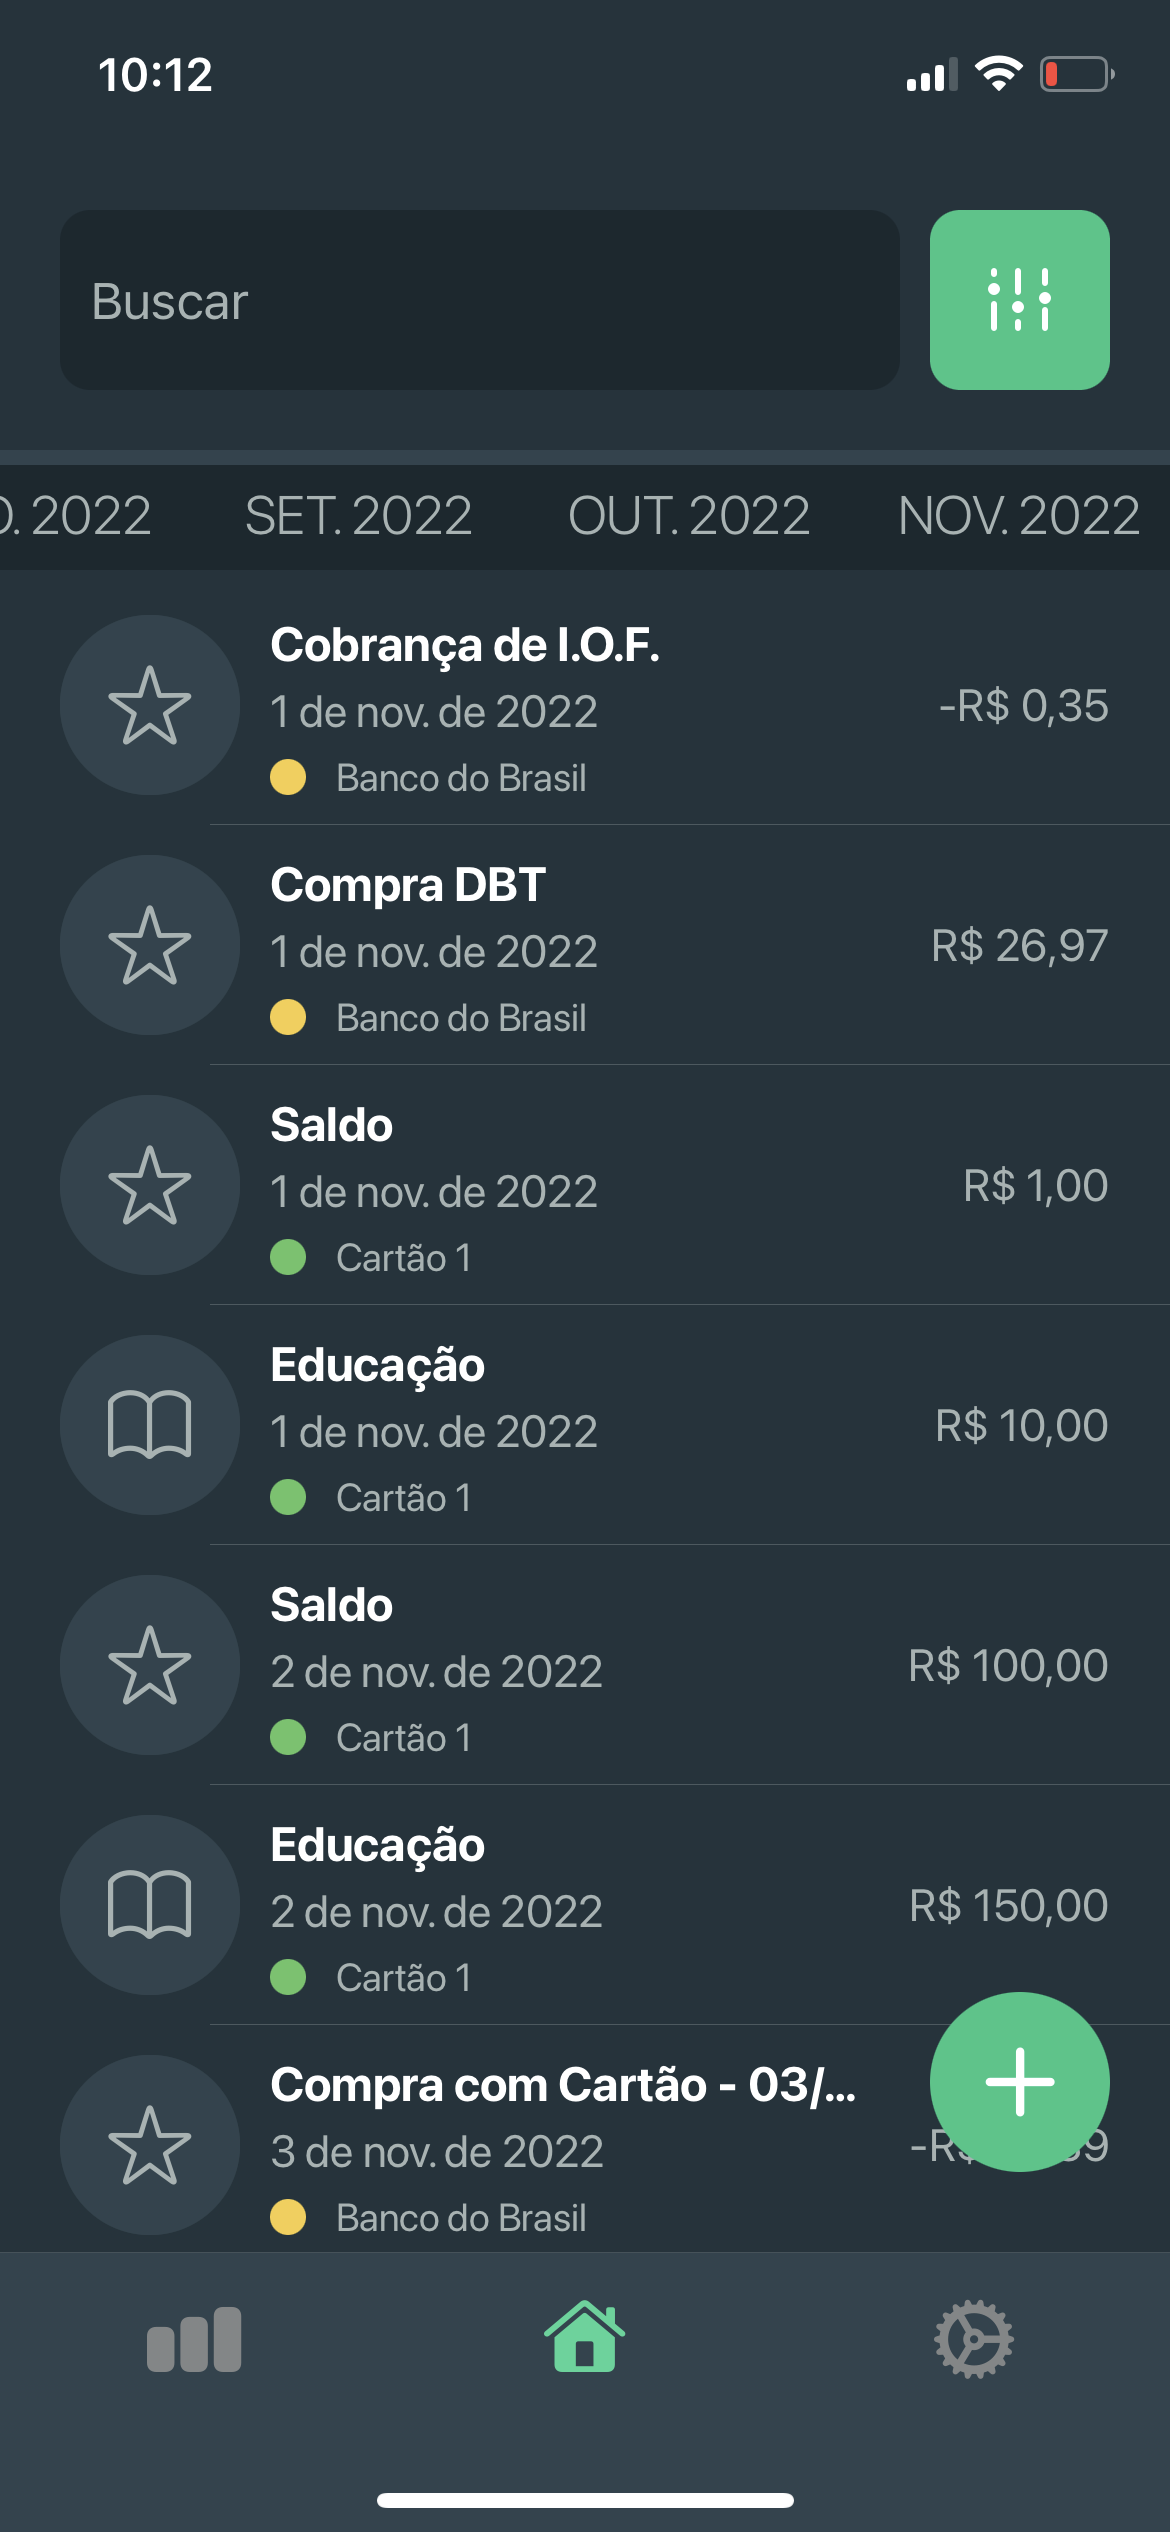 10:12
Buscar
. 2022 SET. 2022 OUT. 2022 NOV. 2022
Cobrança de I.O.F.
1 de nov. de 2022
-R$ 0,35
Banco do Brasil
Compra DBT
1 de nov. de 2022
R$ 26,97
Banco do Brasil
Saldo
1 de nov. de 2022
R$ 1,00
Cartão 1
Educação
1 de nov. de 2022
R$ 10,00
Cartão 1
Saldo
2 de nov. de 2022
R$ 100,00
Cartão 1
Educação
2 de nov. de 2022
R$ 150,00
Cartão 1
Compra com Cartão - 03/...
3 de nov. de 2022
Banco do Brasil